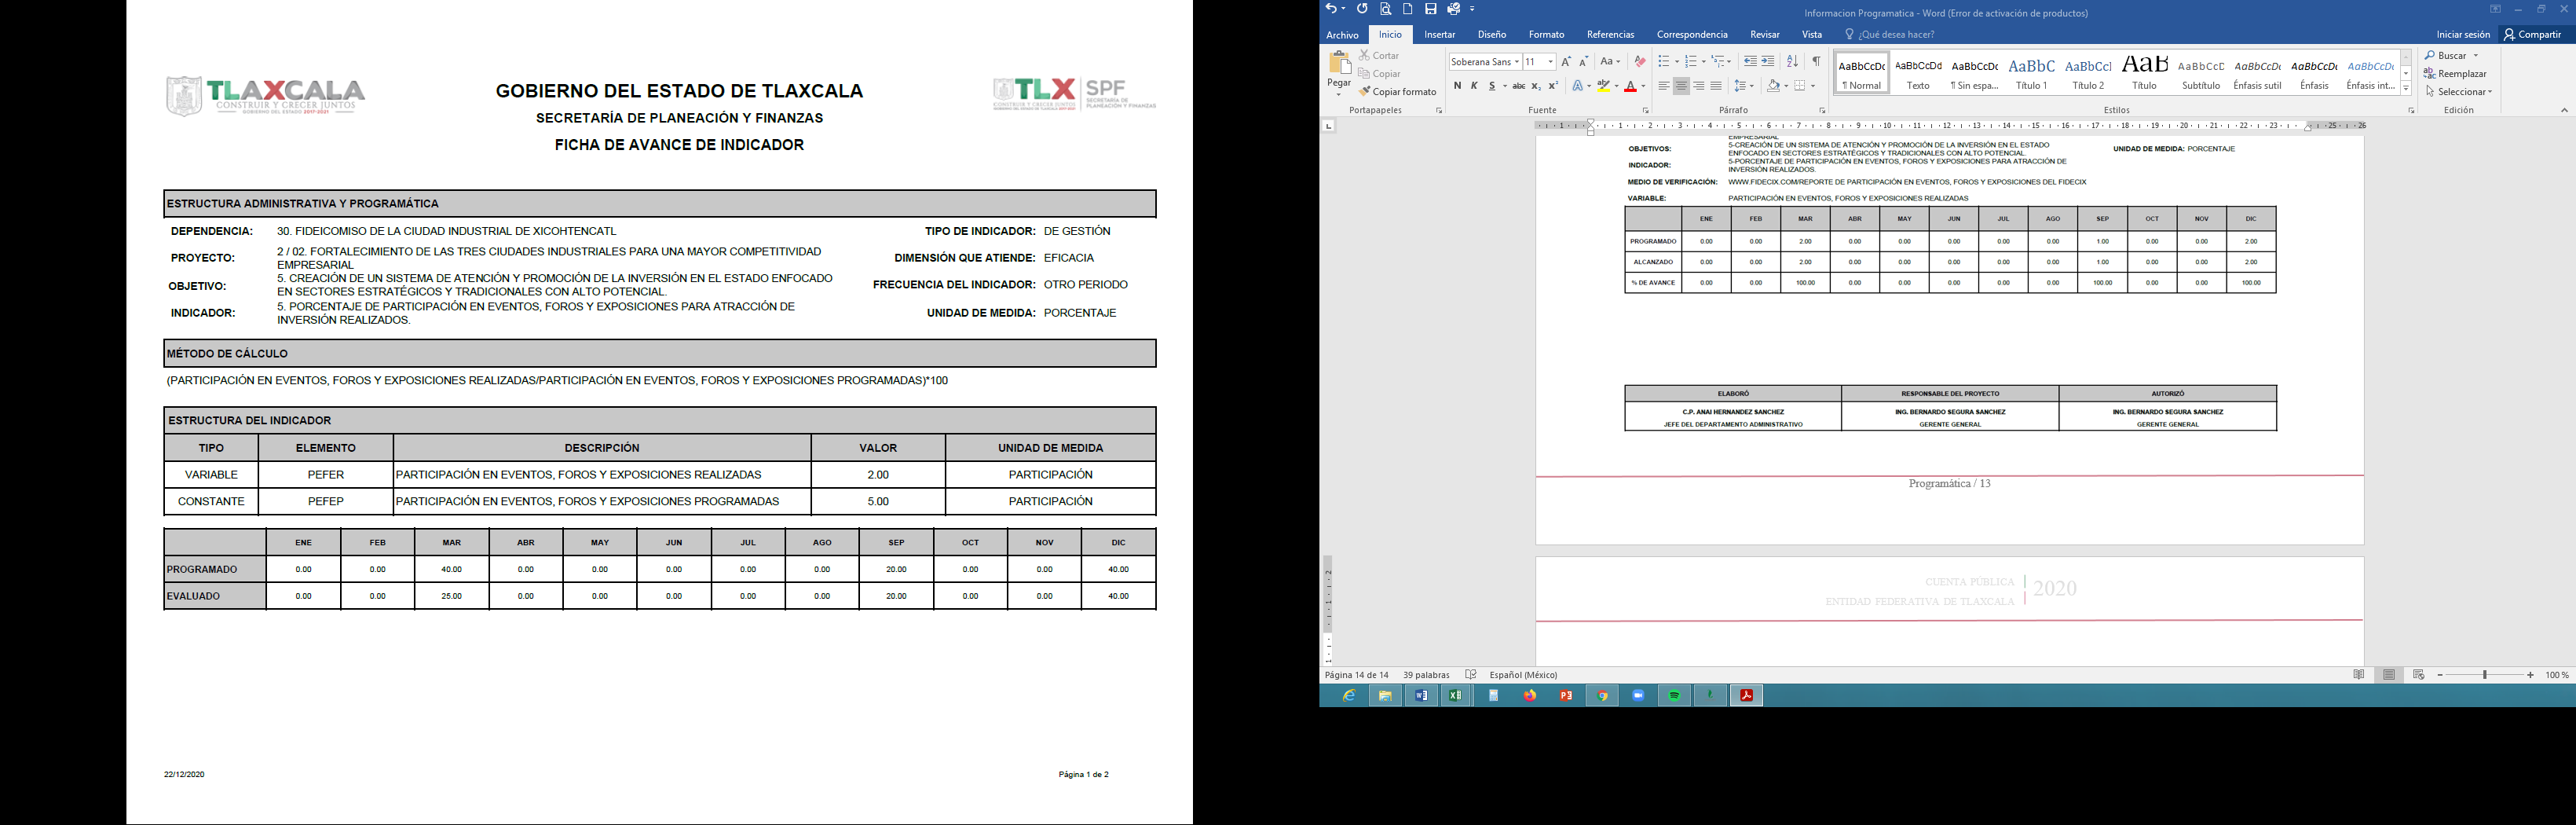 TLAXCALA
CONSTRUIR Y CRECER JUNTOS
GOBIERNO DEL ESTADO 2017-2021
GOBIERNO DEL ESTADO DE TLAXCALA
SECRETARÍA DE PLANEACIÓN Y FINANZAS
FICHA DE AVANCE DE INDICADOR
TLX SPF
CONSTRUIR Y CRECER JUNTOS
SECRETARÍA DE PLANEACIÓN Y FINANZAS
ESTRUCTURA ADMINISTRATIVA Y PROGRAMÁTICA
DEPENDENCIA: 30. FIDEICOMISO DE LA CIUDAD INDUSTRIAL DE XICOHTENCATL TIPO DE INDICADOR: DE GESTIÓN
PROYECTO: 2 / 02. FORTALECIMIENTO DE LAS TRES CIUDADES INDUSTRIALES PARA UNA MAYOR COMPETITIVIDAD
EMPRESARIAL DIMENSIÓN QUE ATIENDE: EFICACIA
OBJETIVO: 5. CREACIÓN DE UN SISTEMA DE ATENCIÓN Y PROMOCIÓN DE LA INVERSIÓN EN EL ESTADO ENFOCADO
EN SECTORES ESTRATÉGICOS Y TRADICIONALES CON ALTO POTENCIAL. FRECUENCIA DEL INDICADOR: OTRO PERIODO
INDICADOR: 5. PORCENTAJE DE PARTICIPACIÓN EN EVENTOS, FOROS Y EXPOSICIONES PARA ATRACCIÓN DE
INVERSIÓN REALIZADOS. UNIDAD DE MEDIDA: PORCENTAJE
MÉTODO DE CÁLCULO
(PARTICIPACIÓN EN EVENTOS, FOROS Y EXPOSICIONES REALIZADAS/PARTICIPACIÓN EN EVENTOS, FOROS Y EXPOSICIONES PROGRAMADAS)*100
ESTRUCTURA DEL INDICADOR
TIPO ELEMENTO DESCRIPCIÓN VALOR UNIDAD DE MEDIDA
VARIABLE PEFER PARTICIPACIÓN EN EVENTOS, FOROS Y EXPOSICIONES REALIZADAS 2.00 PARTICIPACIÓN
CONSTANTE PEFEP PARTICIPACIÓN EN EVENTOS, FOROS Y EXPOSICIONES PROGRAMADAS 5.00 PARTICIPACIÓN
ENE FEB MAR ABR MAY JUN JUL AGO SEP OCT NOV DIC
PROGRAMADO 0.00 0.00 40.00 0.00 0.00 0.00 0.00 0.00 20.00 0.00 0.00 40.00
EVALUADO 0.00 0.00 25.00 0.00 0.00 0.00 0.00 0.00 20.00 0.00 0.00 40.00
22/12/2020 Página 1 de 2
Informacion Programatica - Word (Error de activación de productos)
Archivo Inicio Insertar Diseño Formato Referencias Correspondencia Revisar Vista ¿Qué desea hacer? Iniciar sesión Compartir
Pegar Cortar Copiar Copiar formato
Soberana Sans 11
N K S abc
AaBbCcDc AaBbCcDd AaBbCcDc AaBbC AaBbCcl AaB AaBbCcD AaBbCcDi AaBbCcDi AaBbCcDi
¶ Normal Texto ¶ Sin espa... Título 1 Título 2 Título Subtítulo Énfasis sutil Énfasis Énfasis int...
Buscar
Reemplazar
Seleccionar
Portapapeles Fuente Párrafo Estilos Edición
EMPRESARIAL
OBJETIVOS: 5-CREACIÓN DE UN SISTEMA DE ATENCIÓN Y PROMOCIÓN DE LA INVERSIÓN EN EL ESTADO
ENFOCADO EN SECTORES ESTRATÉGICOS Y TRADICIONALES CON ALTO POTENCIAL. UNIDAD DE MEDIDA: PORCENTAJE
INDICADOR: 5-PORCENTAJE DE PARTICIPACIÓN EN EVENTOS, FOROS Y EXPOSICIONES PARA ATRACCIÓN DE
INVERSIÓN REALIZADOS.
MEDIO DE VERIFICACIÓN: WWW.FIDECIX.COM/REPORTE DE PARTICIPACIÓN EN EVENTOS, FOROS Y EXPOSICIONES DEL FIDECIX
VARIABLE: PARTICIPACIÓN EN EVENTOS, FOROS Y EXPOSICIONES REALIZADAS
ENE FEB MAR ABR MAY JUN JUL AGO SEP OCT NOV DIC
PROGRAMADO 0.00 0.00 2.00 0.00 0.00 0.00 0.00 0.00 1.00 0.00 0.00 2.00
ALCANZADO 0.00 0.00 2.00 0.00 0.00 0.00 0.00 0.00 1.00 0.00 0.00 2.00
% DE AVANCE 0.00 0.00 100.00 0.00 0.00 0.00 0.00 0.00 100.00 0.00 0.00 100.00
ELABORÓ RESPONSABLE DEL PROYECTO AUTORIZÓ
C.P. ANAI HERNANDEZ SANCHEZ ING. BERNARDO SEGURA SANCHEZ ING. BERNARDO SEGURA SANCHEZ
JEFE DEL DEPARTAMENTO ADMINISTRATIVO GERENTE GENERAL GERENTE GENERAL
Programática / 13
CUENTA PÚBLICA
ENTIDAD FEDERATIVA DE TLAXCALA
2020
Página 14 de 14 39 palabras Español (México) 100 %